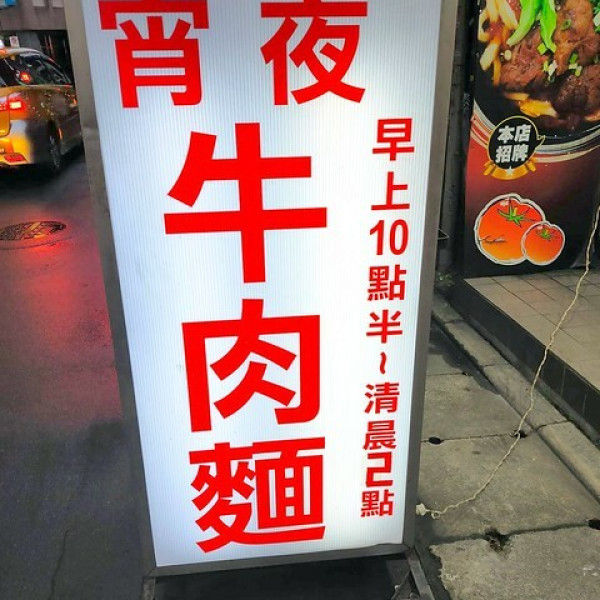 宵夜
牛肉麵
早上10點半~清晨2點
本店
招牌